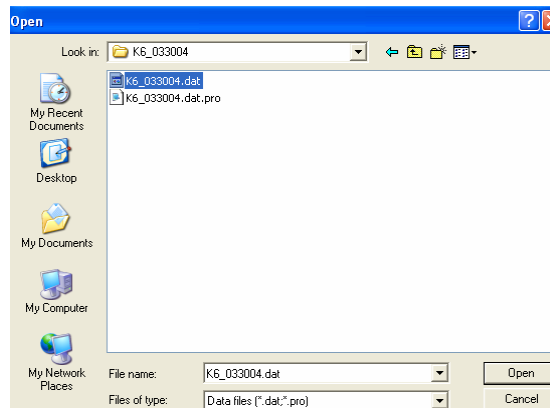 Open
Look in:
K6_033004
K6_033004.dat
K6_033004.dat.pro
My Recent
Documents
Desktop
My Documents
My Computer
My Network
Places
File name:
K6_033004.dat
Open
Files of type:
Data files (*.dat;*.pro)
Cancel